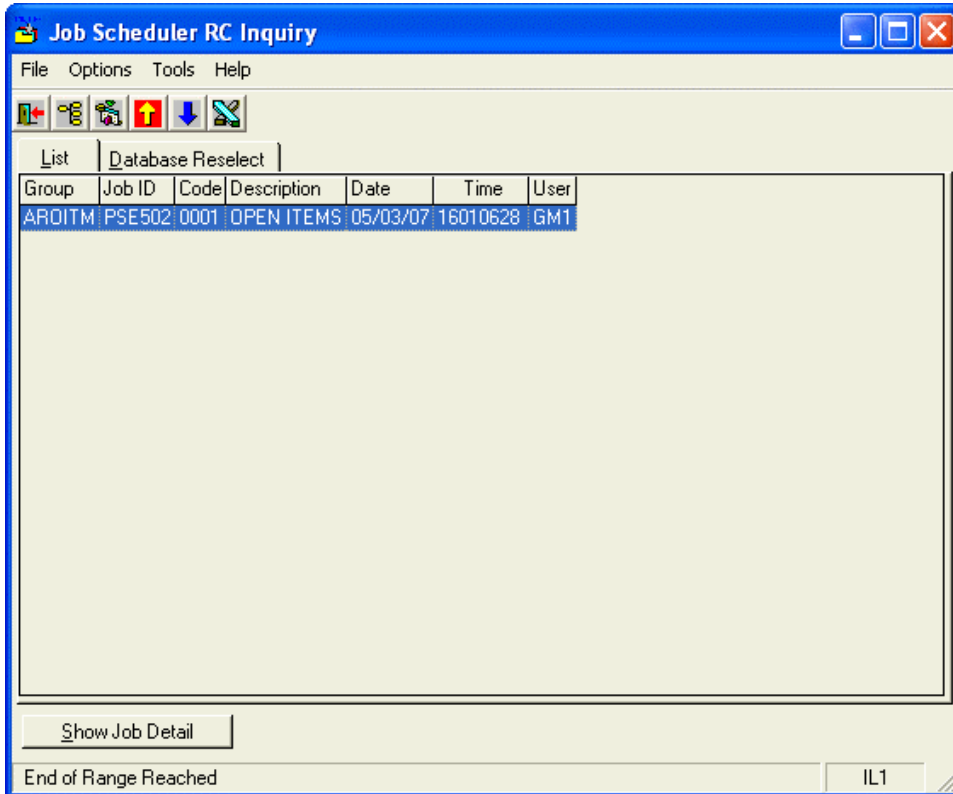 Job Scheduler RC Inquiry
File Options Tools Help
List Database Reselect
Group Job ID Code Description Date Time User
AROITM PSE502 0001 OPEN ITEMS 05/03/07 16010628 GM1
Show Job Detail
End of Range Reached IL1